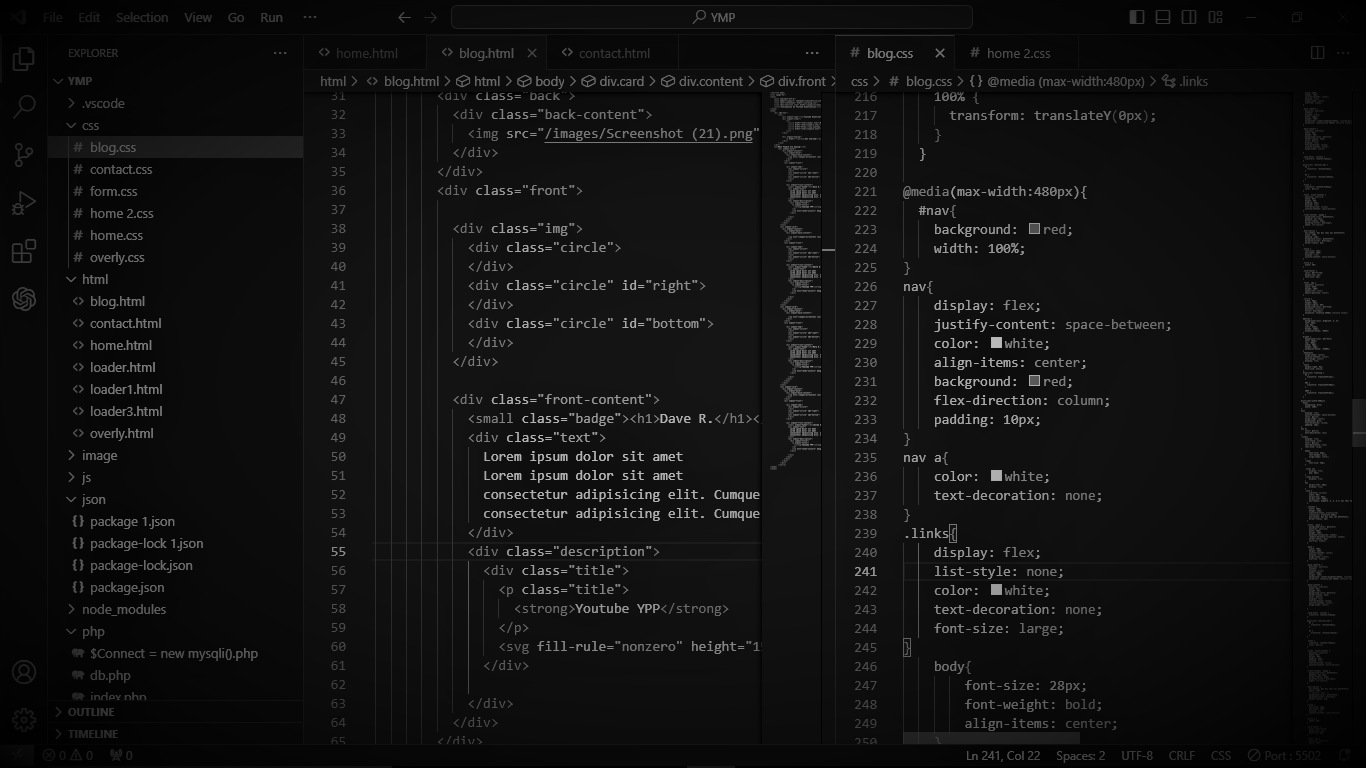 File Edit Selection View Go Run ···
YMP
EXPLORER ···
YMP
.vscode
css
# blog.css
# contact.css
# form.css
# home 2.css
# home.css
# overly.css
html
<> blog.html
<> contact.html
<> home.html
<> loader.html
<> loader1.html
<> loader3.html
<> overly.html
image
js
json
{} package 1.json
{} package-lock 1.json
{} package-lock.json
{} package.json
node_modules
php
$Connect = new mysqli().php
db.php
index.php
OUTLINE
TIMELINE
<> home.html <> blog.html × <> contact.html ···
html > <> blog.html > html > body > div.card > div.content > div.front >
31 <div class="back">
32 <div class="back-content">
33 <img src="/images/Screenshot (21).png"
34 </div>
35 </div>
36 <div class="front">
37
38 <div class="img">
39 <div class="circle">
40 </div>
41 <div class="circle" id="right">
42 </div>
43 <div class="circle" id="bottom">
44 </div>
45 </div>
46
47 <div class="front-content">
48 <small class="badge"><h1>Dave R.</h1><
49 <div class="text">
50 Lorem ipsum dolor sit amet
51 Lorem ipsum dolor sit amet
52 consectetur adipisicing elit. Cumque
53 consectetur adipisicing elit. Cumque
54 </div>
55 <div class="description">
56 <div class="title">
57 <p class="title">
58 <strong>Youtube YPP</strong>
59 </p>
60 <svg fill-rule="nonzero" height="1
61 </div>
62
63 </div>
64 </div>
65 </div>
# blog.css × # home 2.css ···
css > # blog.css > {} @media (max-width:480px) > .links
216 100% {
217 transform: translateY(0px);
218 }
219 }
220
221 @media(max-width:480px){
222 #nav{
223 background: red;
224 width: 100%;
225 }
226 nav{
227 display: flex;
228 justify-content: space-between;
229 color: white;
230 align-items: center;
231 background: red;
232 flex-direction: column;
233 padding: 10px;
234 }
235 nav a{
236 color: white;
237 text-decoration: none;
238 }
239 .links{
240 display: flex;
241 list-style: none;
242 color: white;
243 text-decoration: none;
244 font-size: large;
245 }
246 body{
247 font-size: 28px;
248 font-weight: bold;
249 align-items: center;
250 }
0 0 0 Ln 241, Col 22 Spaces: 2 UTF-8 CRLF CSS Port : 5502